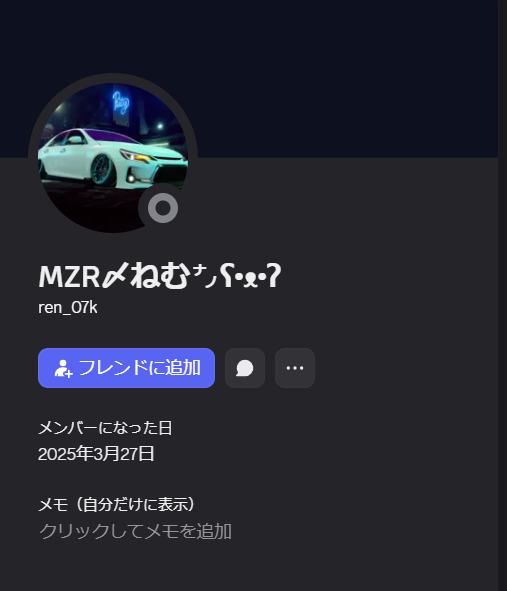 MZR〆ねむㄘʕ•ᴥ•ʔ
ren_07k
フレンドに追加
メンバーになった日
2025年3月27日
メモ（自分だけに表示）
クリックしてメモを追加